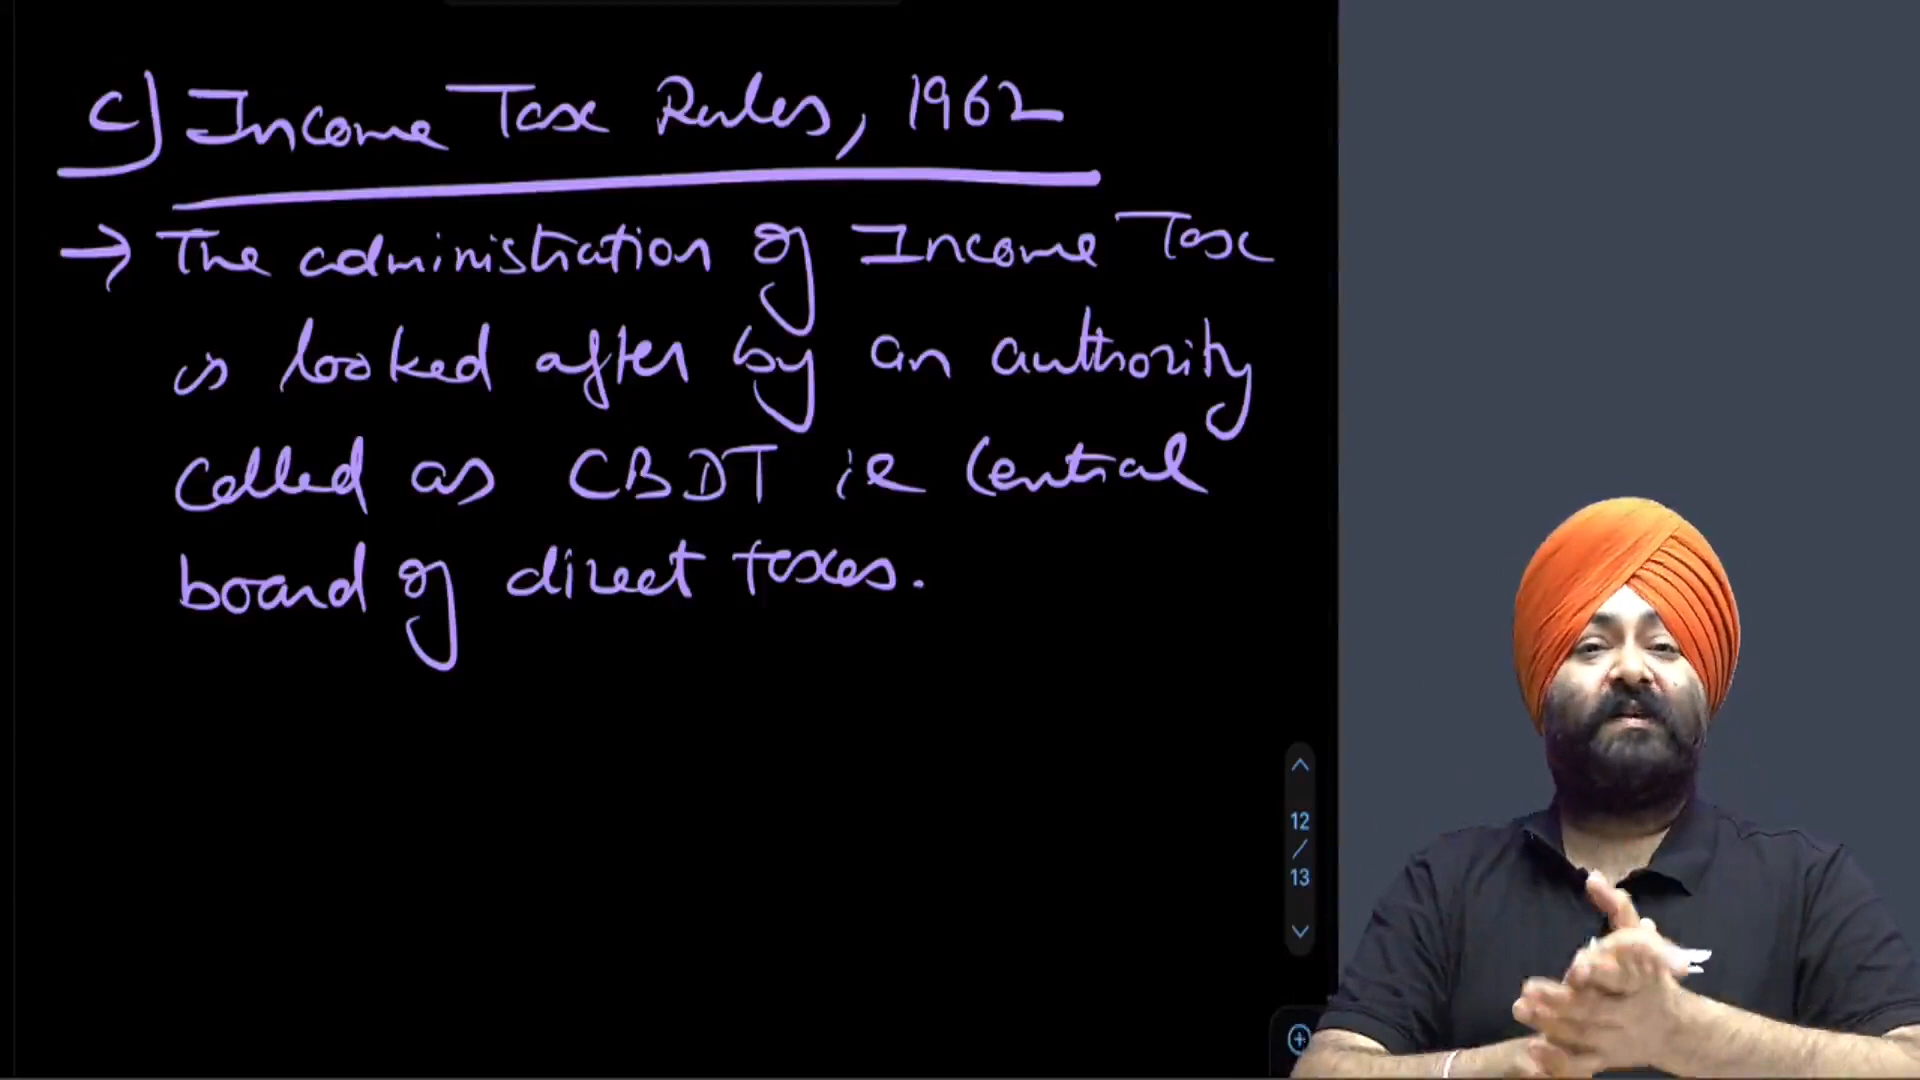 c) Income Tax Rules, 1962
→ The administration of Income Tax
is looked after by an authority
called as CBDT ie Central
board of direct taxes.
12
/
13